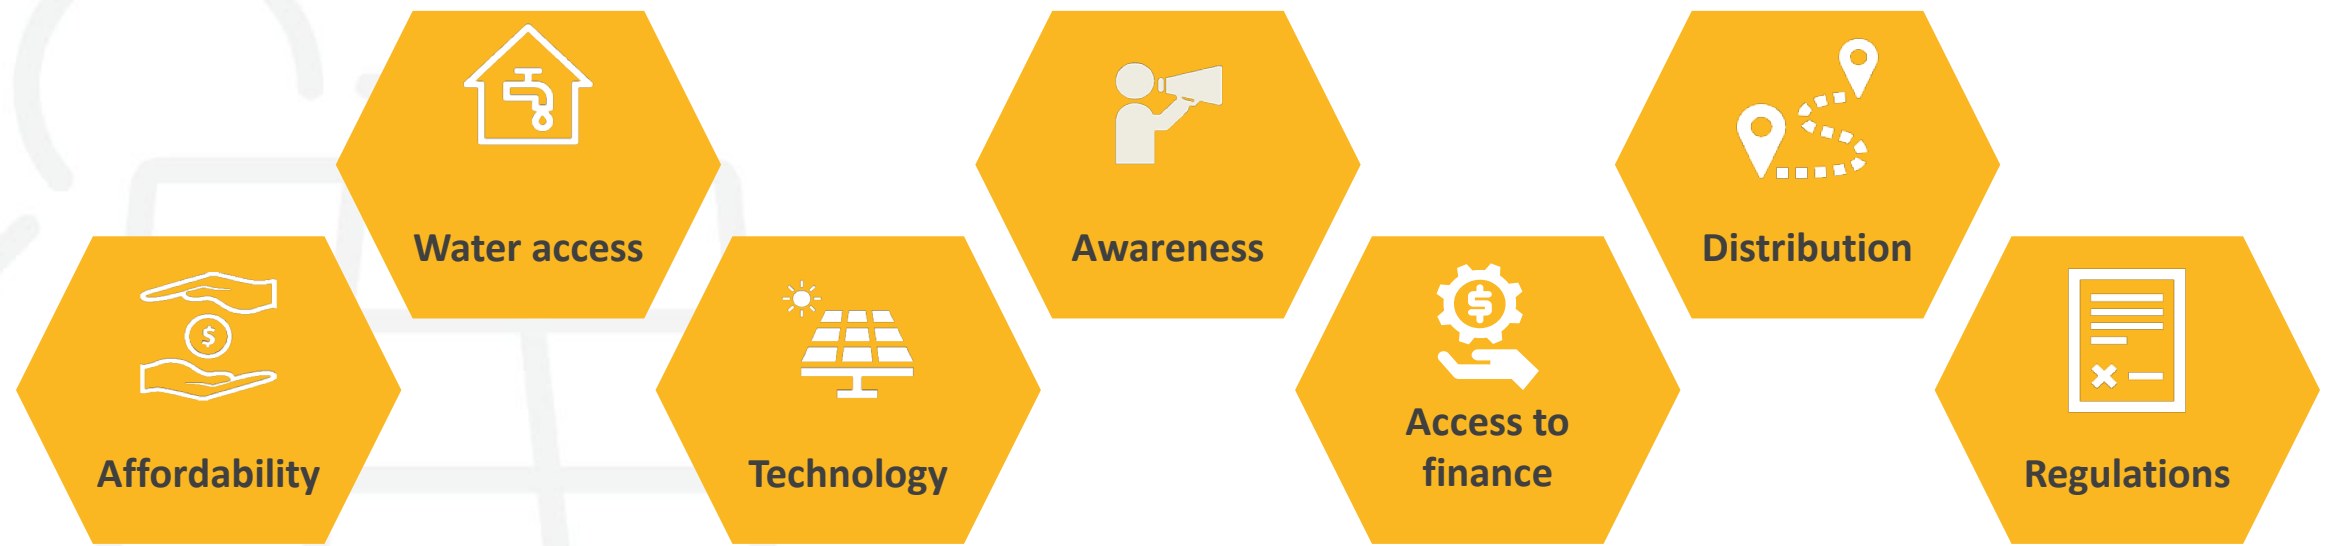 Affordability
Water access
Technology
Awareness
Access to
finance
Distribution
Regulations